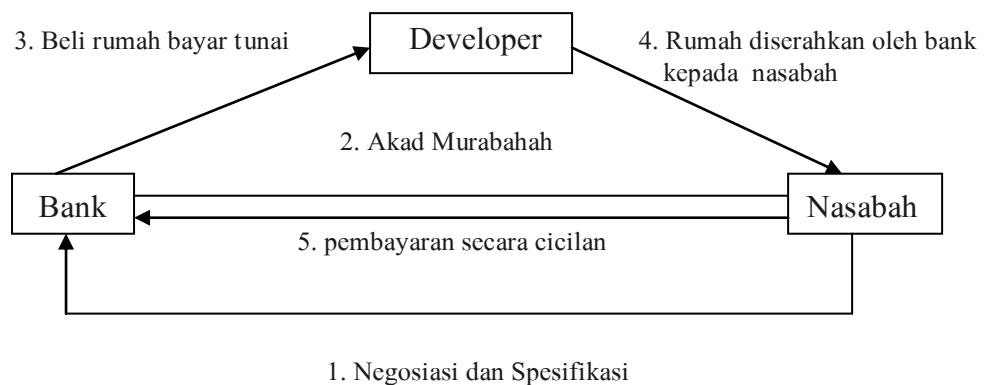 3. Beli rumah bayar tunai
Developer
4. Rumah diserahkan oleh bank
kepada nasabah
2. Akad Murabahah
Bank
Nasabah
5. pembayaran secara cicilan
1. Negosiasi dan Spesifikasi